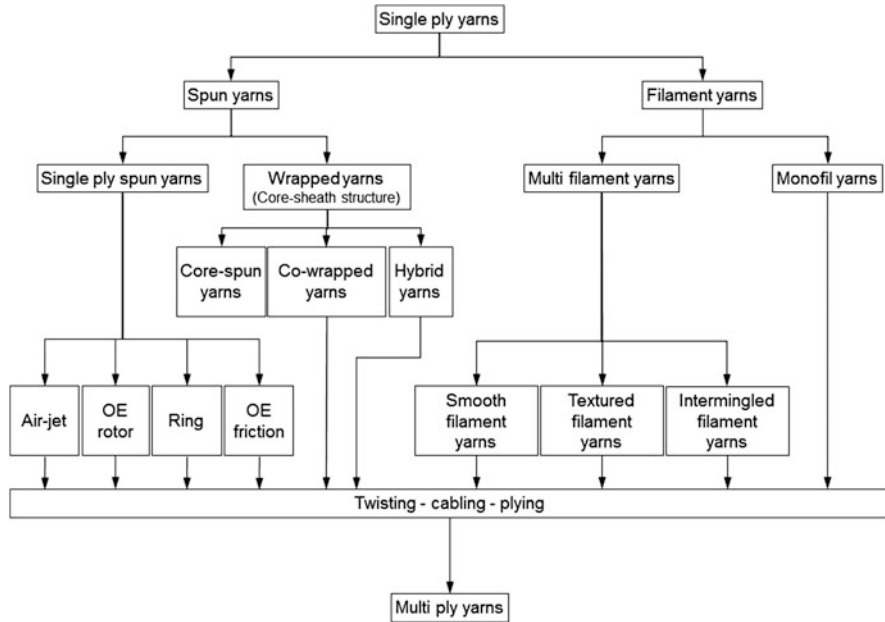 Single ply yarns
Spun yarns
Filament yarns
Single ply spun yarns
Wrapped yarns
(Core-sheath structure)
Multi filament yarns
Monofil yarns
Core-spun
yarns
Co-wrapped
yarns
Hybrid
yarns
Air-jet
OE
rotor
Ring
OE
friction
Smooth
filament
yarns
Textured
filament
yarns
Intermingled
filament
yarns
Twisting - cabling - plying
Multi ply yarns